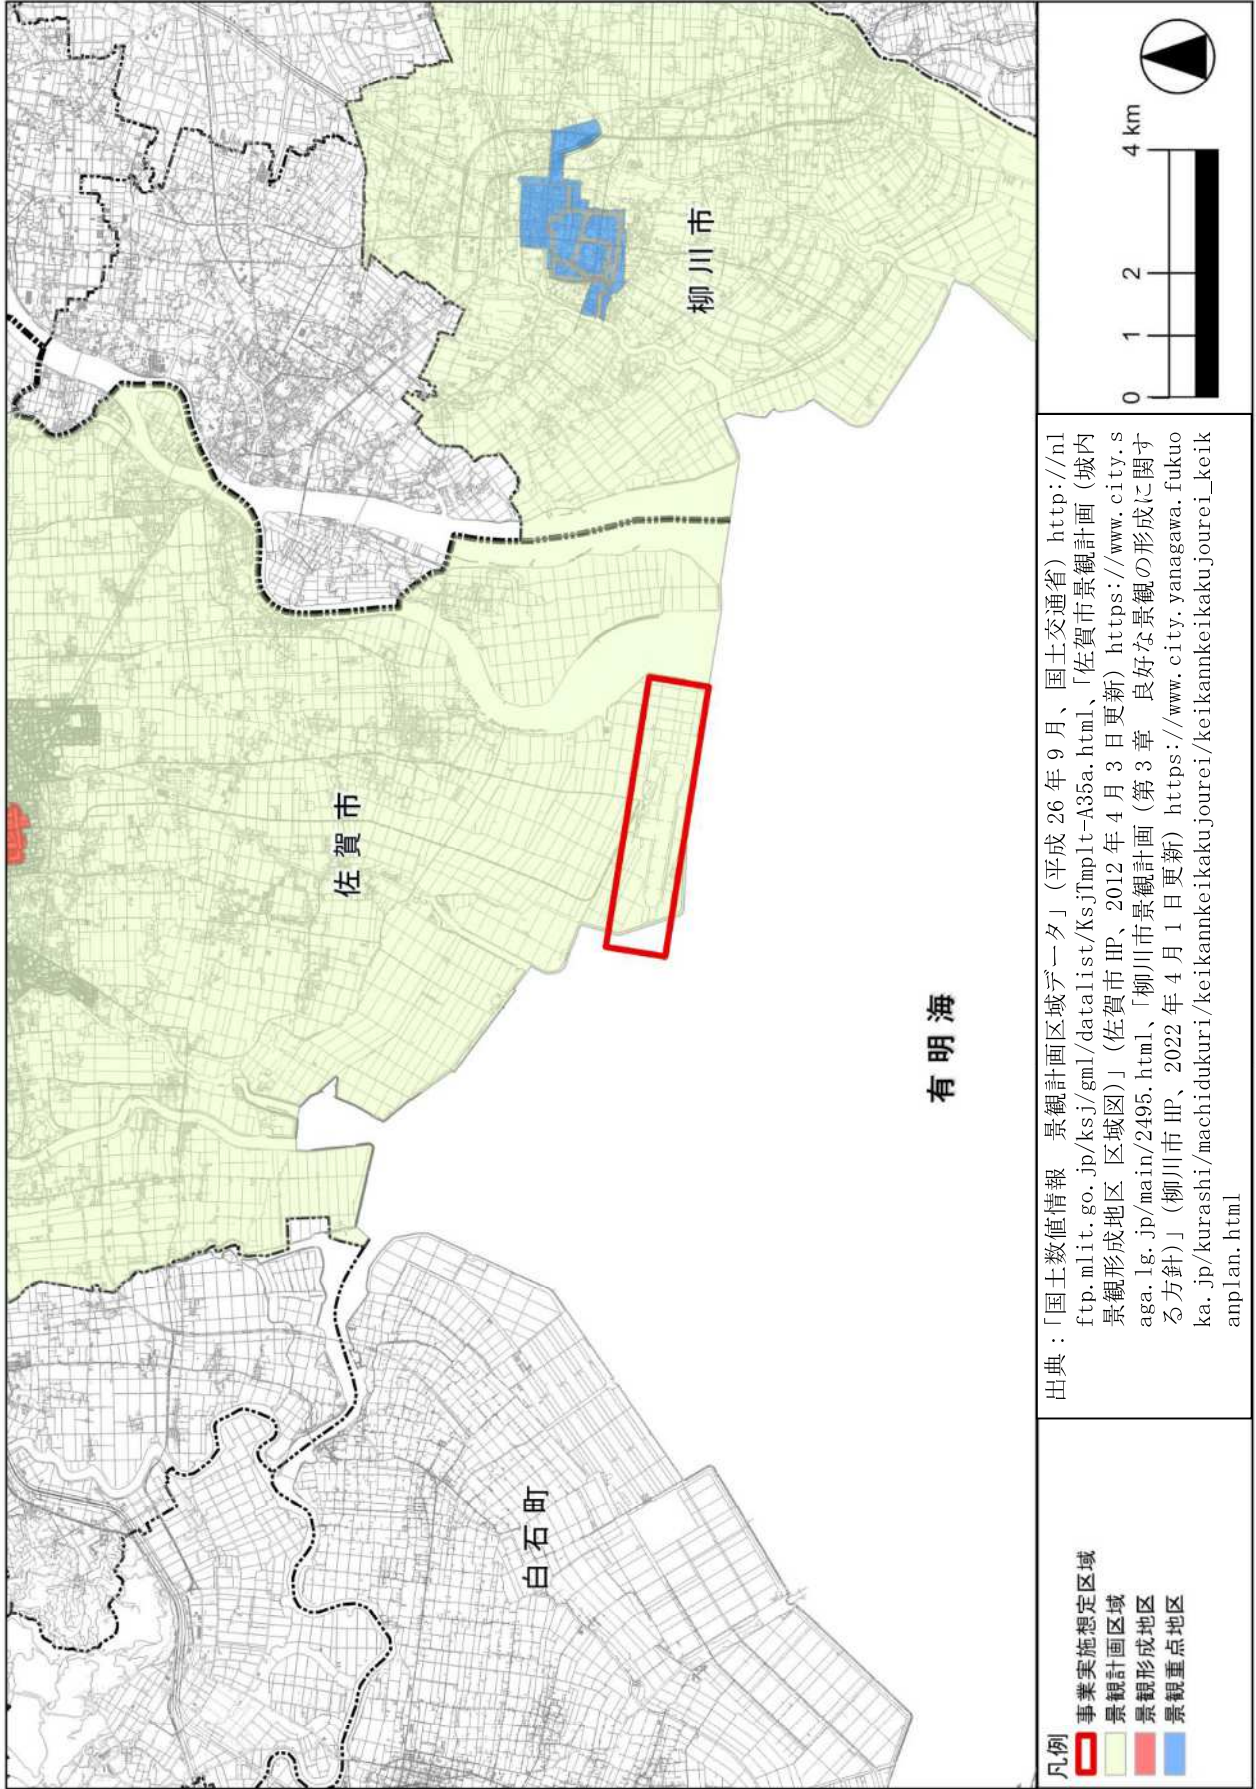 佐賀市
柳川市
白石町
有明海
凡例
事業実施想定区域
景観計画区域
景観形成地区
景観重点地区
出典：「国土数値情報　景観計画区域データ」（平成 26 年 9 月、国土交通省）http://nl
ftp.mlit.go.jp/ksj/gml/datalist/KsjTmplt-A35a.html、「佐賀市景観計画（城内
景観形成地区 区域図）」（佐賀市 HP、2012 年 4 月 3 日更新）https://www.city.s
aga.lg.jp/main/2495.html、「柳川市景観計画（第 3 章　良好な景観の形成に関す
る方針）」（柳川市 HP、2022 年 4 月 1 日更新）https://www.city.yanagawa.fukuo
ka.jp/kurashi/machidukuri/keikannkeikakujourei/keikannkeikakujourei_keik
anplan.html
0 1 2 4 km